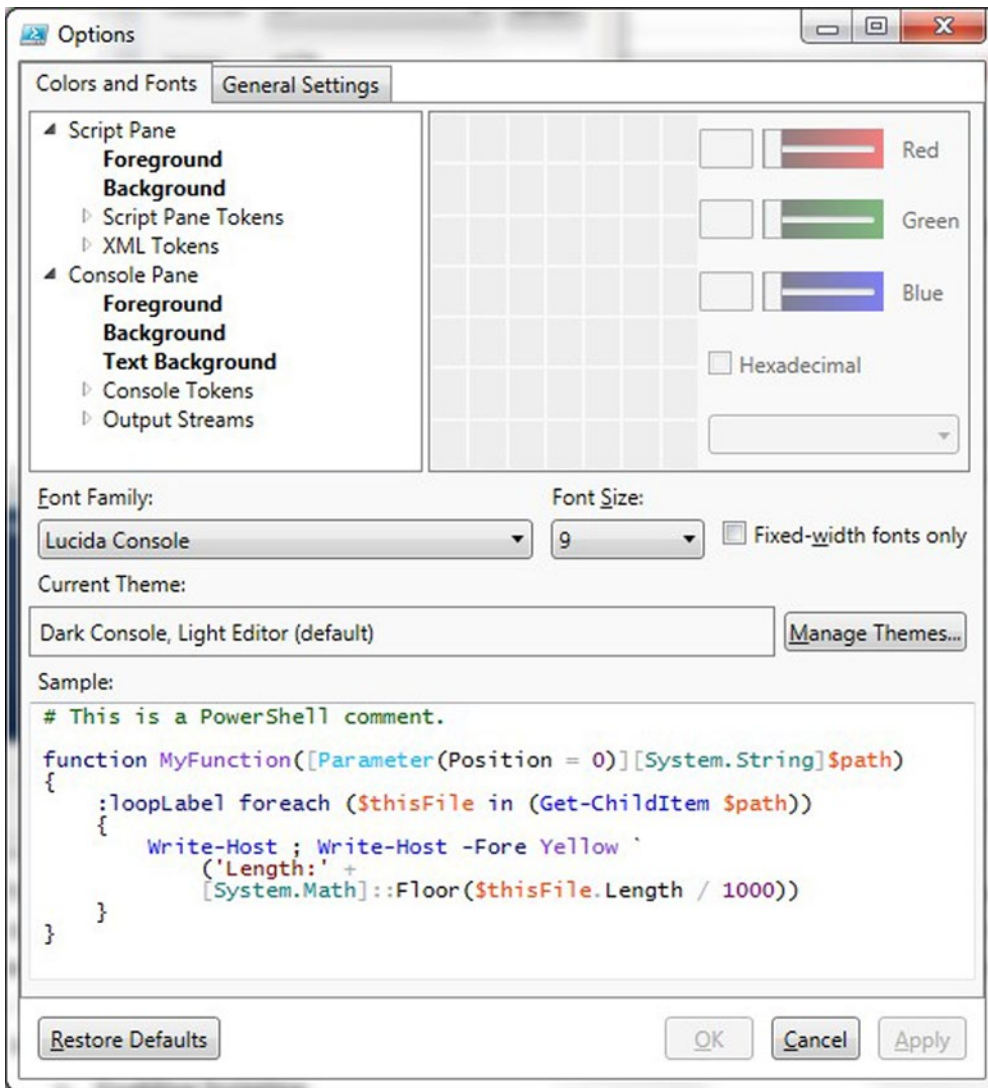 Options
Colors and Fonts
General Settings
Script Pane
Foreground
Background
Script Pane Tokens
XML Tokens
Console Pane
Foreground
Background
Text Background
Console Tokens
Output Streams
Red
Green
Blue
Hexadecimal
Font Family:
Font Size:
Lucida Console
9
Fixed-width fonts only
Current Theme:
Dark Console, Light Editor (default)
Manage Themes...
Sample:
# This is a PowerShell comment.
function MyFunction([Parameter(Position = 0)][System.String]$path)
{
:loopLabel foreach ($thisFile in (Get-ChildItem $path))
{
Write-Host ; Write-Host -Fore Yellow `
('Length:' +
[System.Math]::Floor($thisFile.Length / 1000))
}
}
Restore Defaults
OK
Cancel
Apply